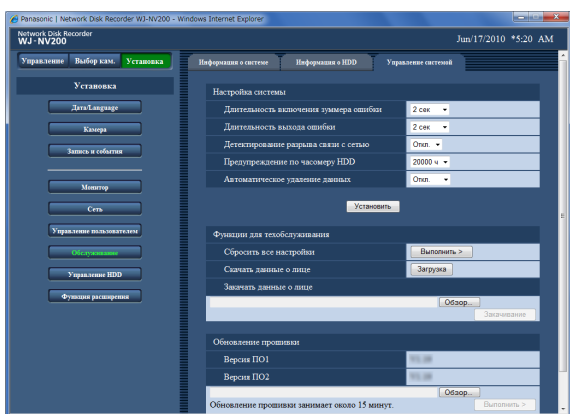 Panasonic | Network Disk Recorder WJ-NV200 - Windows Internet Explorer
Network Disk Recorder
WJ-NV200
Jun/17/2010 *5:20 AM
Управление Выбор кам. Установка
Информация о системе Информация о HDD Управление системой
Установка
Дата/Language
Камера
Запись и события
Монитор
Сеть
Управление пользователем
Обслуживание
Управление HDD
Функция расширения
Настройка системы
Длительность включения зуммера ошибки 2 сек
Длительность выхода ошибки 2 сек
Детектирование разрыва связи с сетью Откл.
Предупреждение по часомеру HDD 20000 ч
Автоматическое удаление данных Откл.
Установить
Функции для техобслуживания
Сбросить все настройки Выполнить >
Скачать данные о лице Загрузка
Закачать данные о лице
Обзор...
Закачивание
Обновление прошивки
Версия ПО1
Версия ПО2
Обзор...
Обновление прошивки занимает около 15 минут. Выполнить >